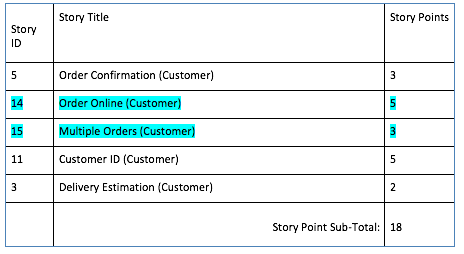 Story ID Story Title Story Points
5 Order Confirmation (Customer) 3
14 Order Online (Customer) 5
15 Multiple Orders (Customer) 3
11 Customer ID (Customer) 5
3 Delivery Estimation (Customer) 2
Story Point Sub-Total: 18